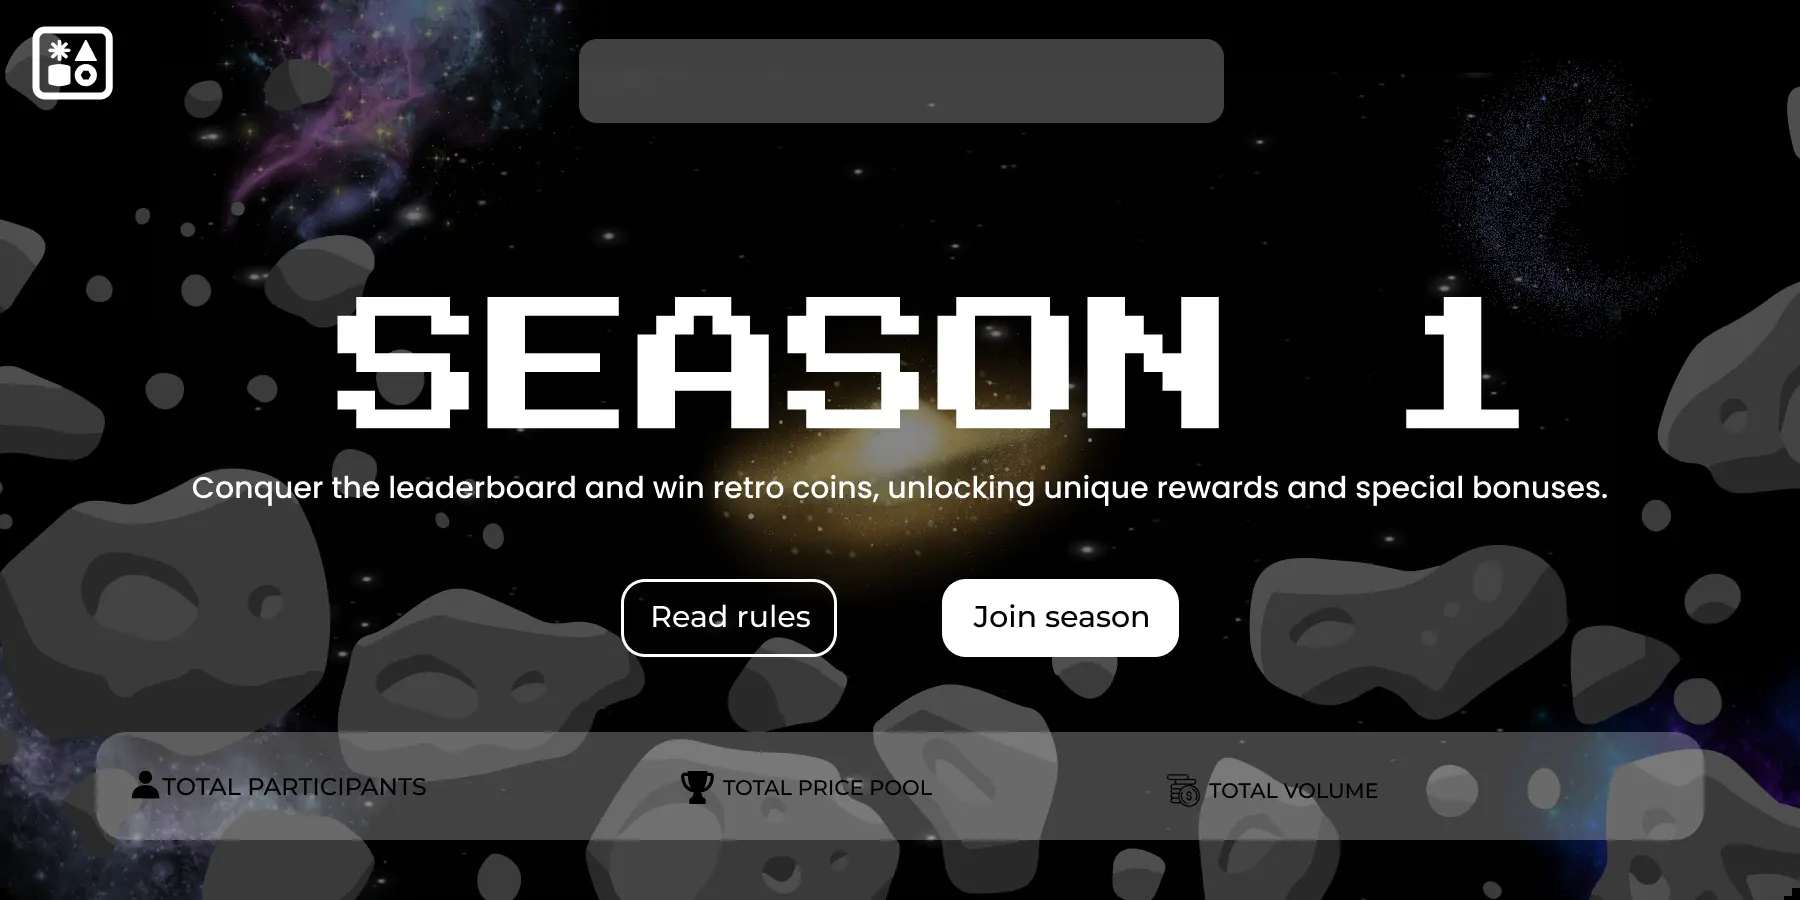 SEASON 1
Conquer the leaderboard and win retro coins, unlocking unique rewards and special bonuses.
Read rules
Join season
TOTAL PARTICIPANTS
TOTAL PRICE POOL
TOTAL VOLUME